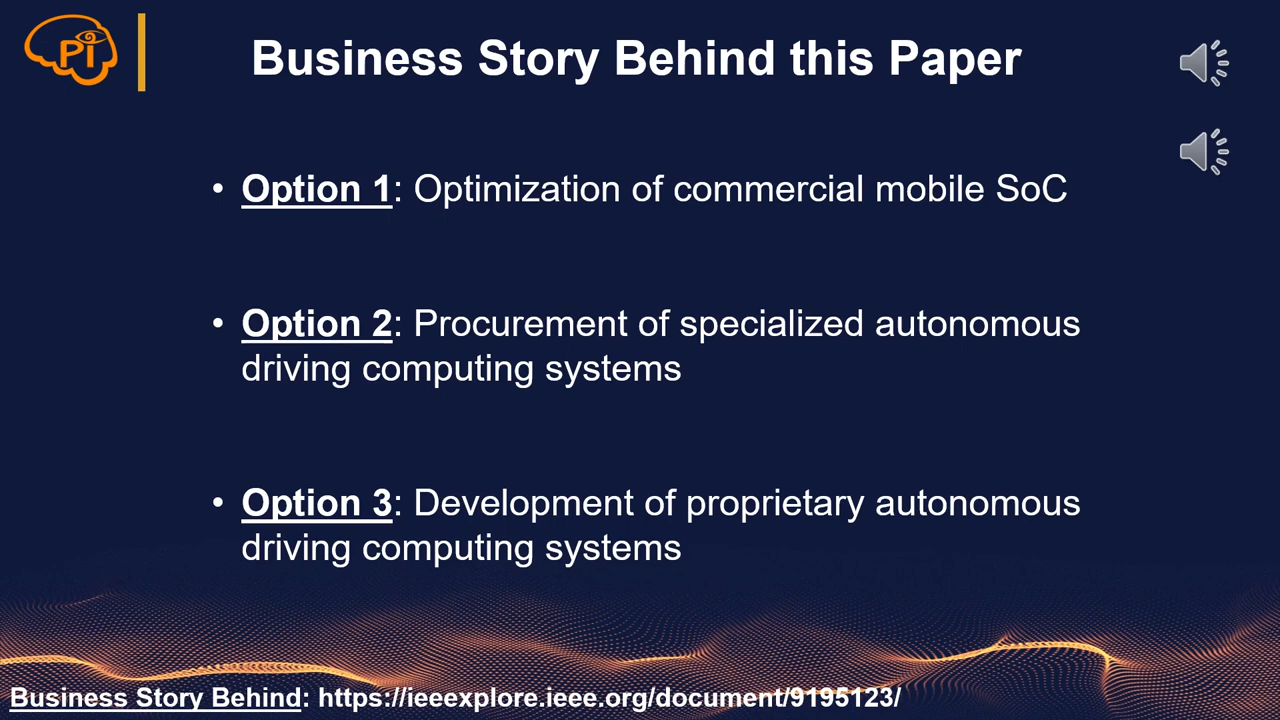 PI
Business Story Behind this Paper
• Option 1: Optimization of commercial mobile SoC
• Option 2: Procurement of specialized autonomous
driving computing systems
• Option 3: Development of proprietary autonomous
driving computing systems
Business Story Behind: https://ieeexplore.ieee.org/document/9195123/